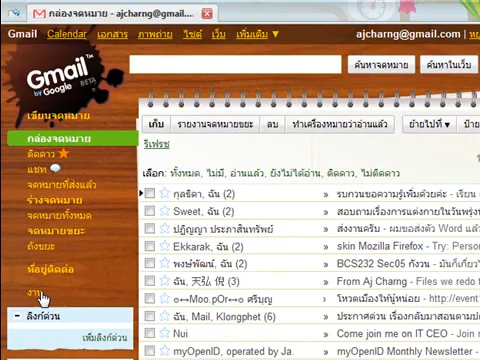 กล่องจดหมาย - ajcharng@gmail....
Gmail Calendar เอกสาร ภาพถ่าย ไซต์ เว็บ เพิ่มเติม ▼ ajcharng@gmail.com |
Gmail™
by Google BETA
ค้นหาจดหมาย ค้นหาในเว็บ
เขียนจดหมาย
กล่องจดหมาย
ติดดาว
แชท
จดหมายที่ส่งแล้ว
ร่างจดหมาย
จดหมายทั้งหมด
จดหมายขยะ
ถังขยะ
ที่อยู่ติดต่อ
งาน
ลิงก์ด่วน
เพิ่มลิงก์ด่วน
เก็บ รายงานจดหมายขยะ ลบ ทำเครื่องหมายว่าอ่านแล้ว ย้ายไปที่ ▼ ป้าย
รีเฟรช
เลือก: ทั้งหมด, ไม่มี, อ่านแล้ว, ยังไม่ได้อ่าน, ติดดาว, ไม่ติดดาว
กุลธิดา, ฉัน (2) » รบกวนขอความรู้เพิ่มด้วยค่ะ - เรียน
Sweet, ฉัน (2) » สอบถามเรื่องการแต่งกายในวันพรุ่ง
ปฏิญญา ประภาสินทรัพย์ » ส่งงานครับ - ผมขอส่งตัว Word แล้ว
Ekkarak, ฉัน (6) » skin Mozilla Firefox - Try: Person
พงษ์พัฒน์, ฉัน (2) » BCS232 Sec05 กังวน - มันก็เกี่ยว
ฉัน, 天弘 倪 (3) » From Aj Charng - Dear Professor
๐••Moo.pOr••๐ ศรีบุญ » โหวตเมืองให้ผู้หน่อย - http://event
ฉัน, Mail, Klongphet (6) » ประกาศด่วน เรื่องกลับมาสอนตามป
Nui » Come join me on IT CEO - Join m
myOpenID, operated by Ja. » myOpenID Monthly Newsletter -